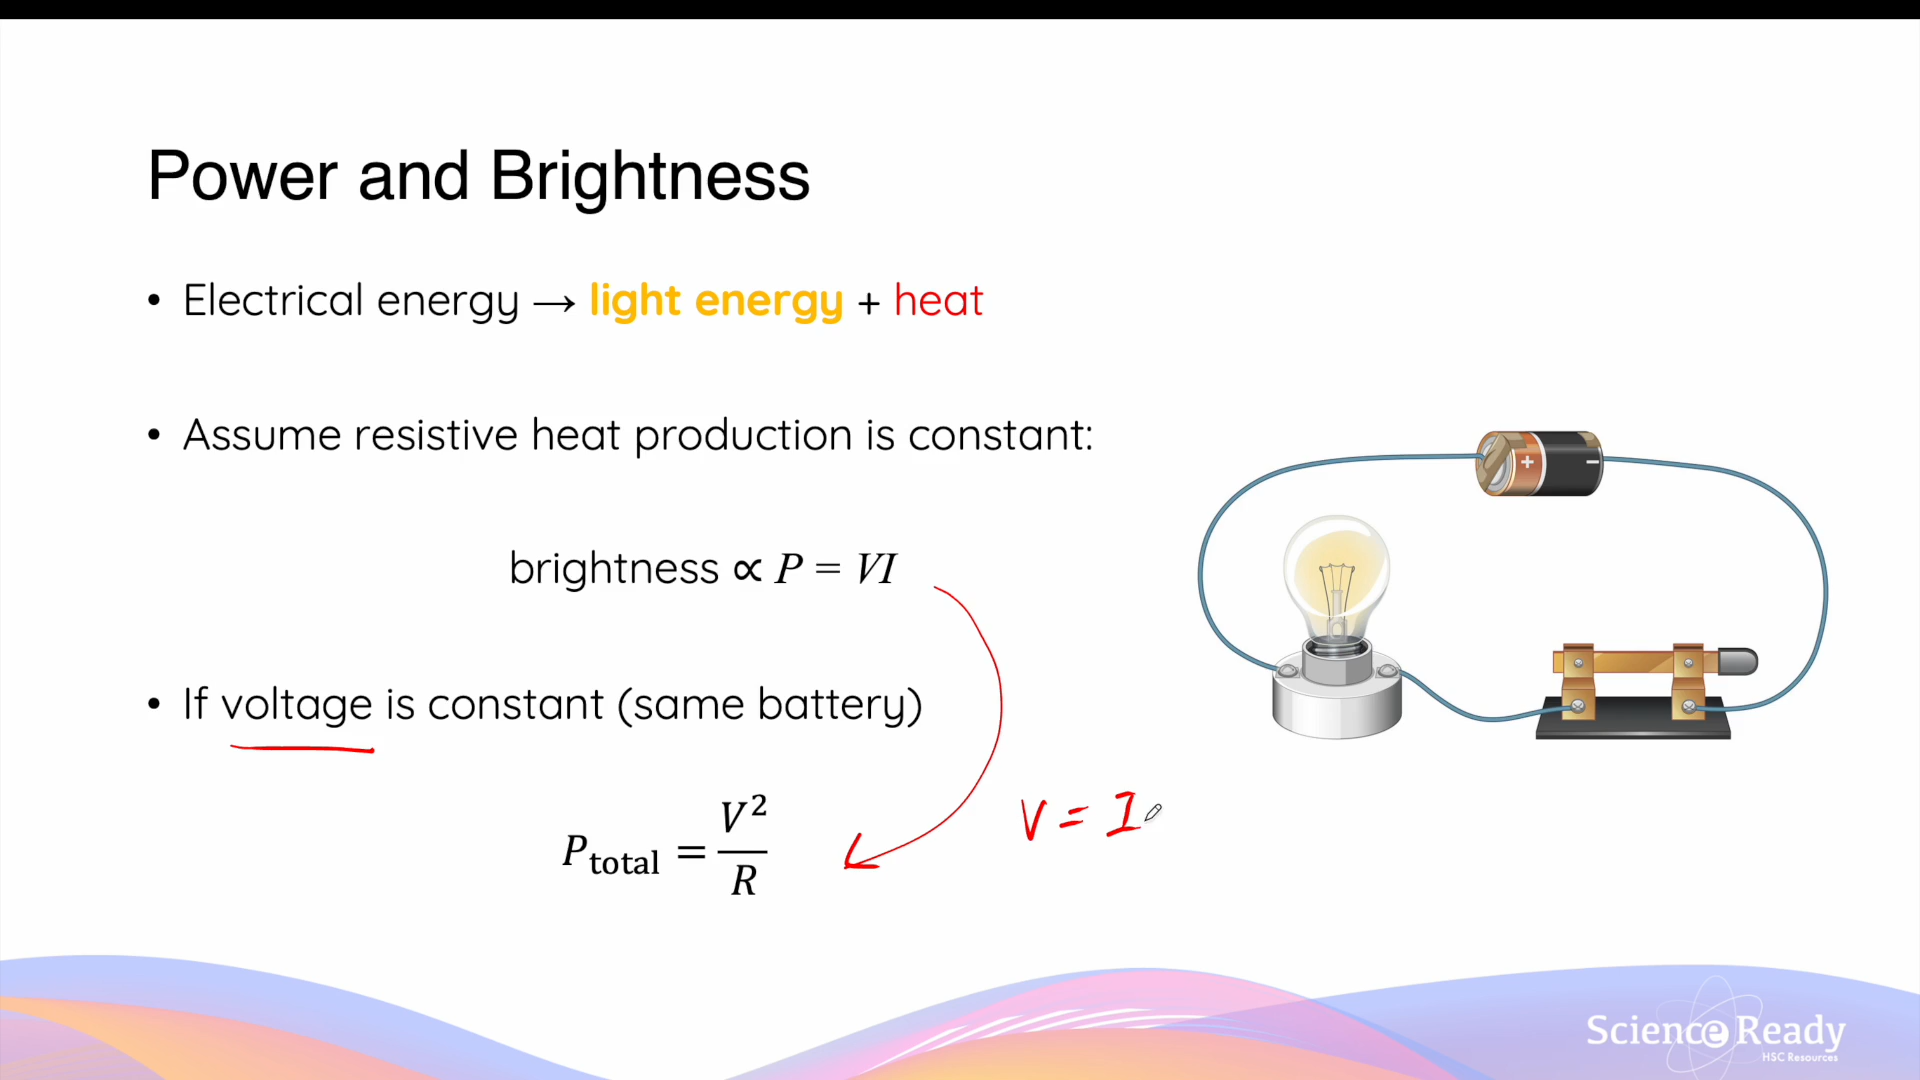 Power and Brightness
• Electrical energy → light energy + heat
• Assume resistive heat production is constant:
brightness ∝ P = VI
• If voltage is constant (same battery)
P_total = V²/R
V = I
+ −
Science Ready
HSC Resources